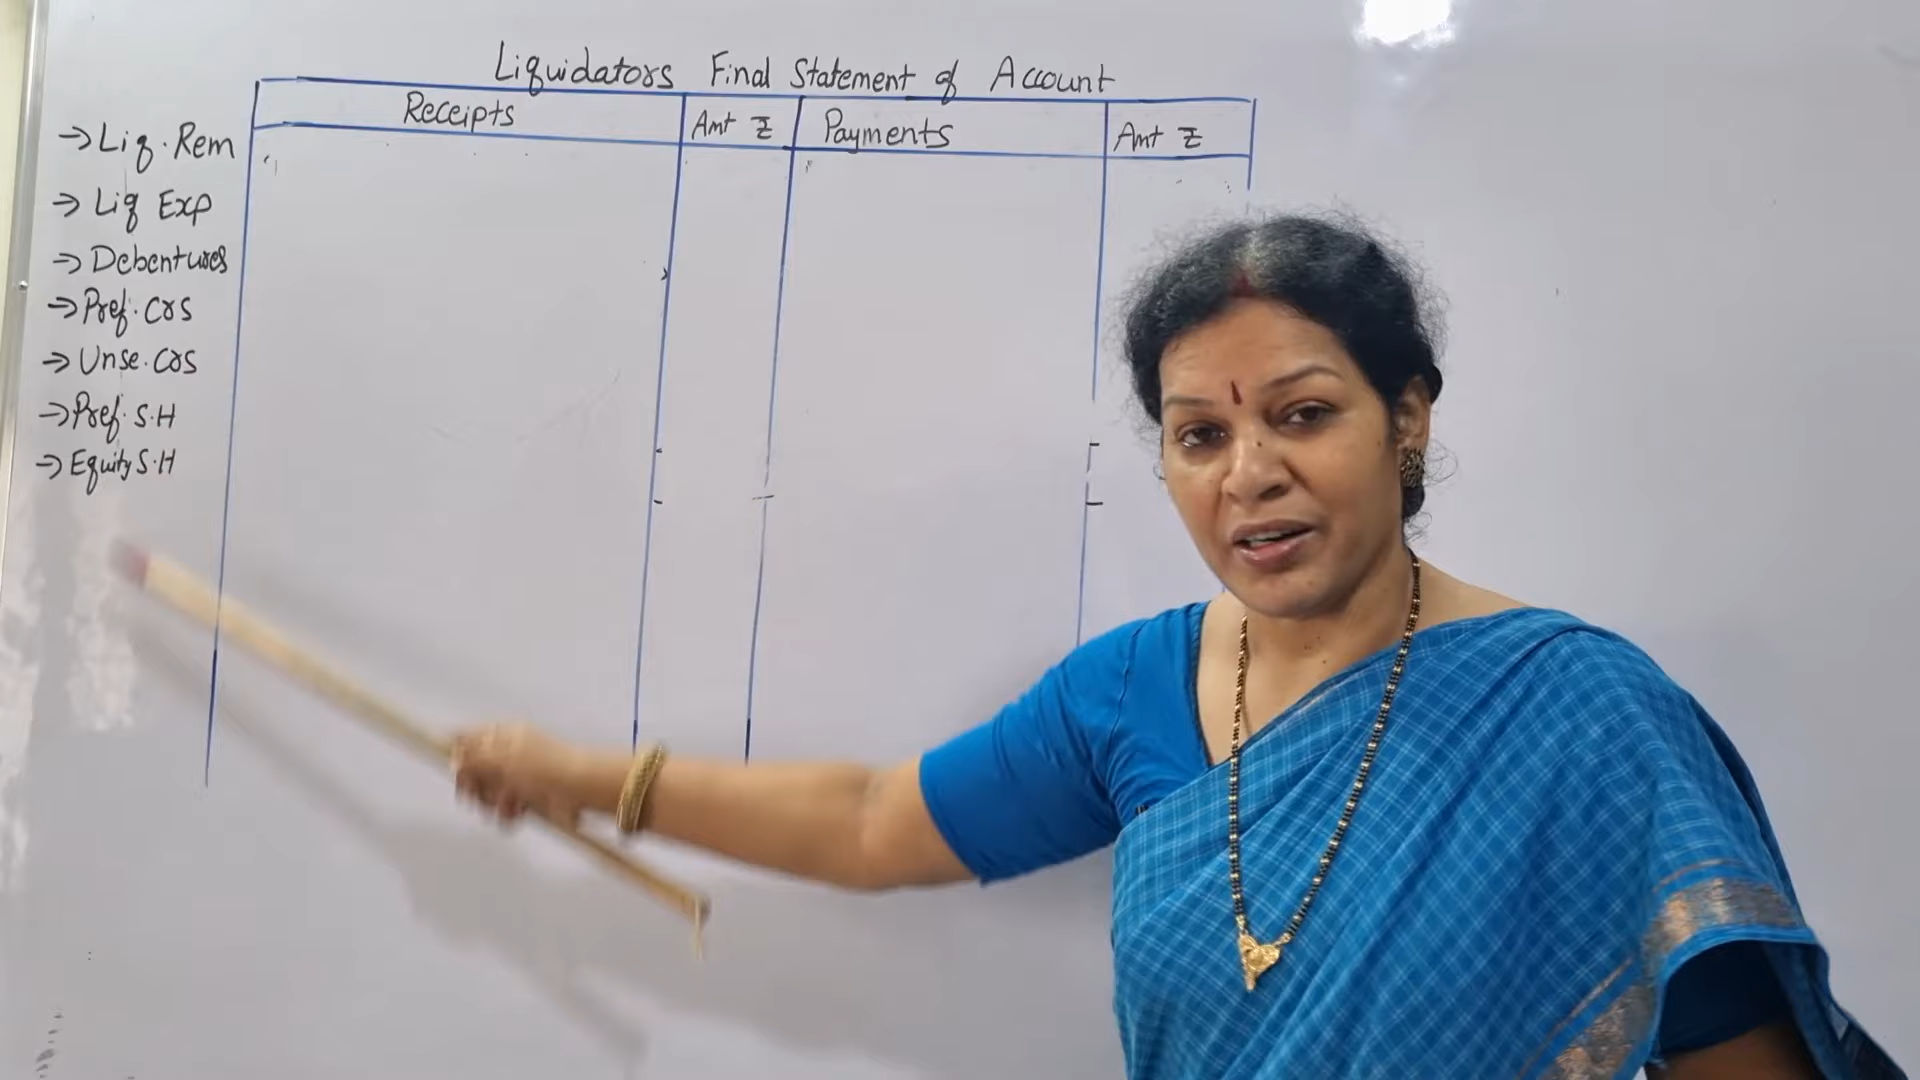 Liquidators Final Statement of Account
Receipts Amt ₹ Payments Amt ₹
→ Liq. Rem
→ Liq Exp
→ Debentures
→ Pref. Crs
→ Unse. Crs
→ Pref. S.H
→ Equity S.H